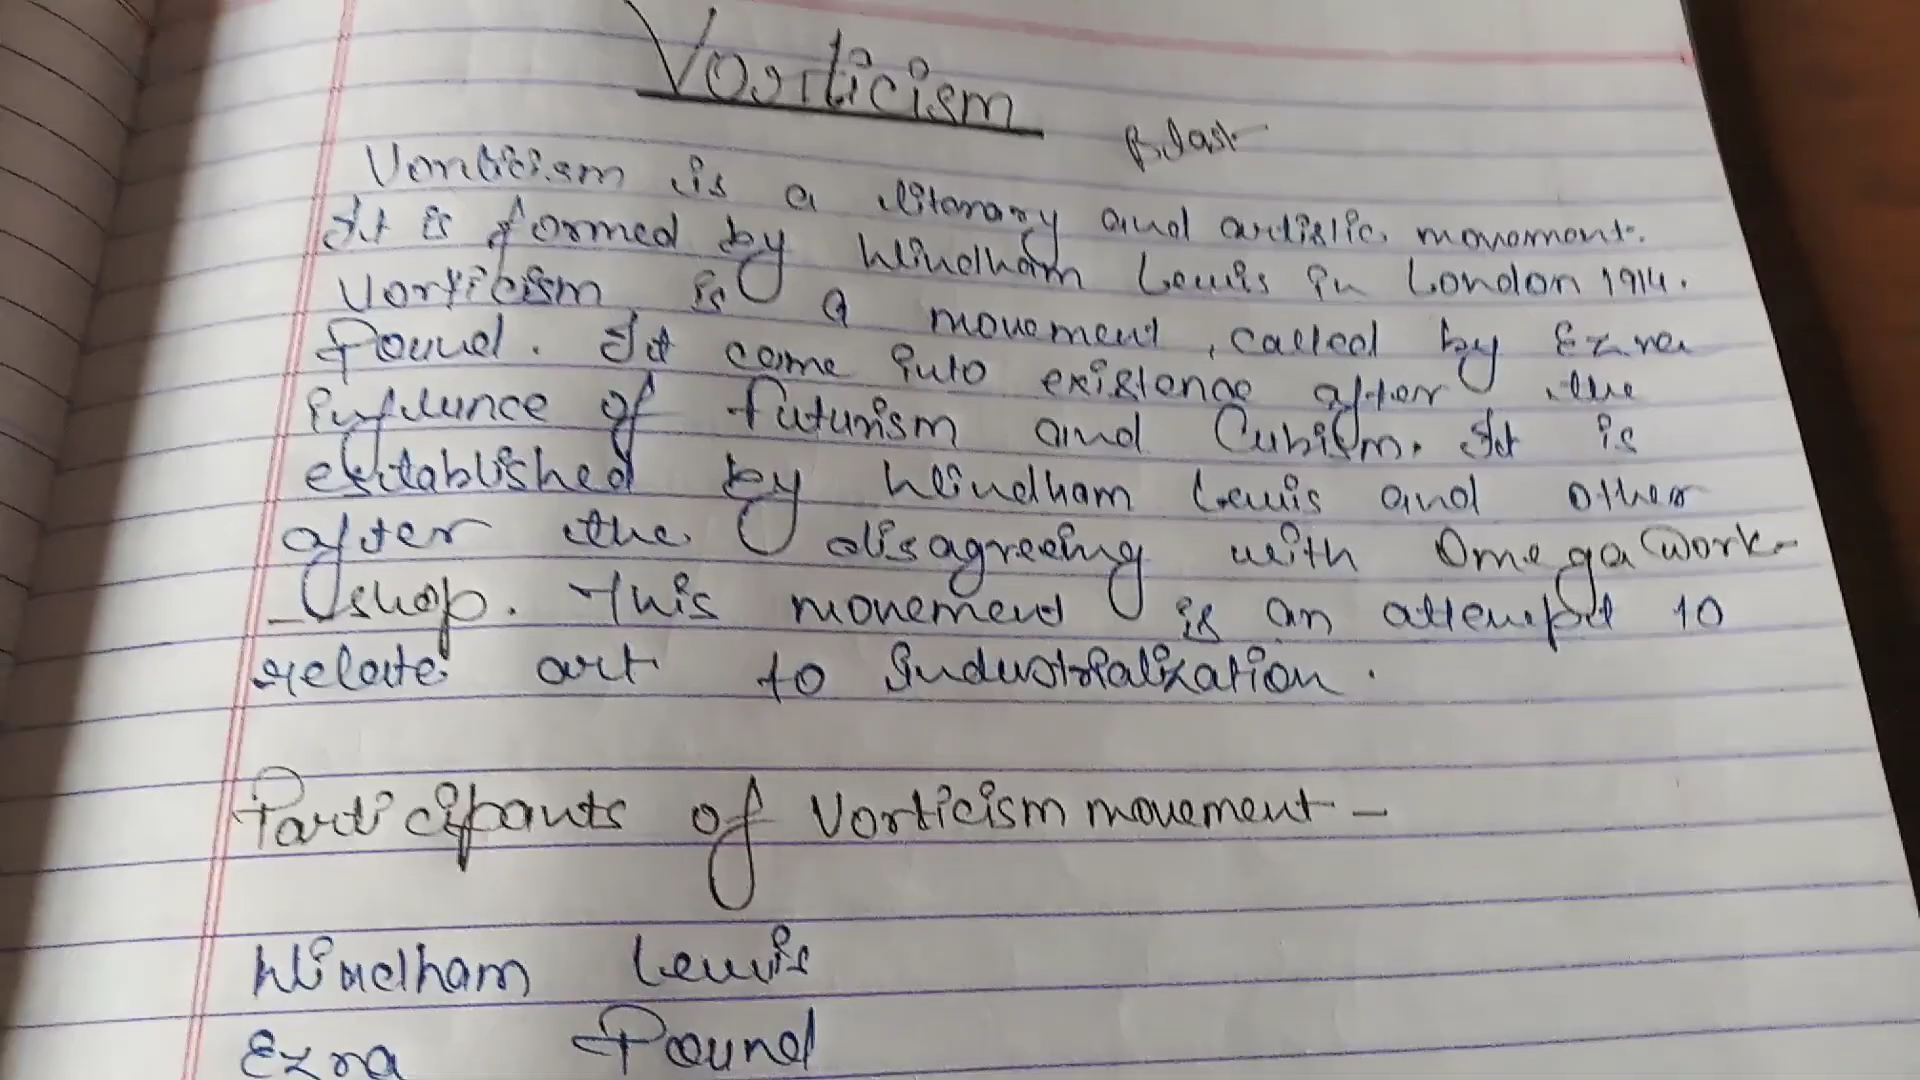 Vorticism
Blast
Vorticism is a literary and artistic movement.
It is formed by Windham Lewis in London 1914.
Vorticism is a movement, called by Ezra
Pound. It come into existence after the
influence of Futurism and Cubism. It is
established by Windham Lewis and other
after the disagreeing with Omega Work-
-shop. This movement is an attempt to
relate art to Industrialization.
Participants of Vorticism movement -
Windham Lewis
Ezra Pound